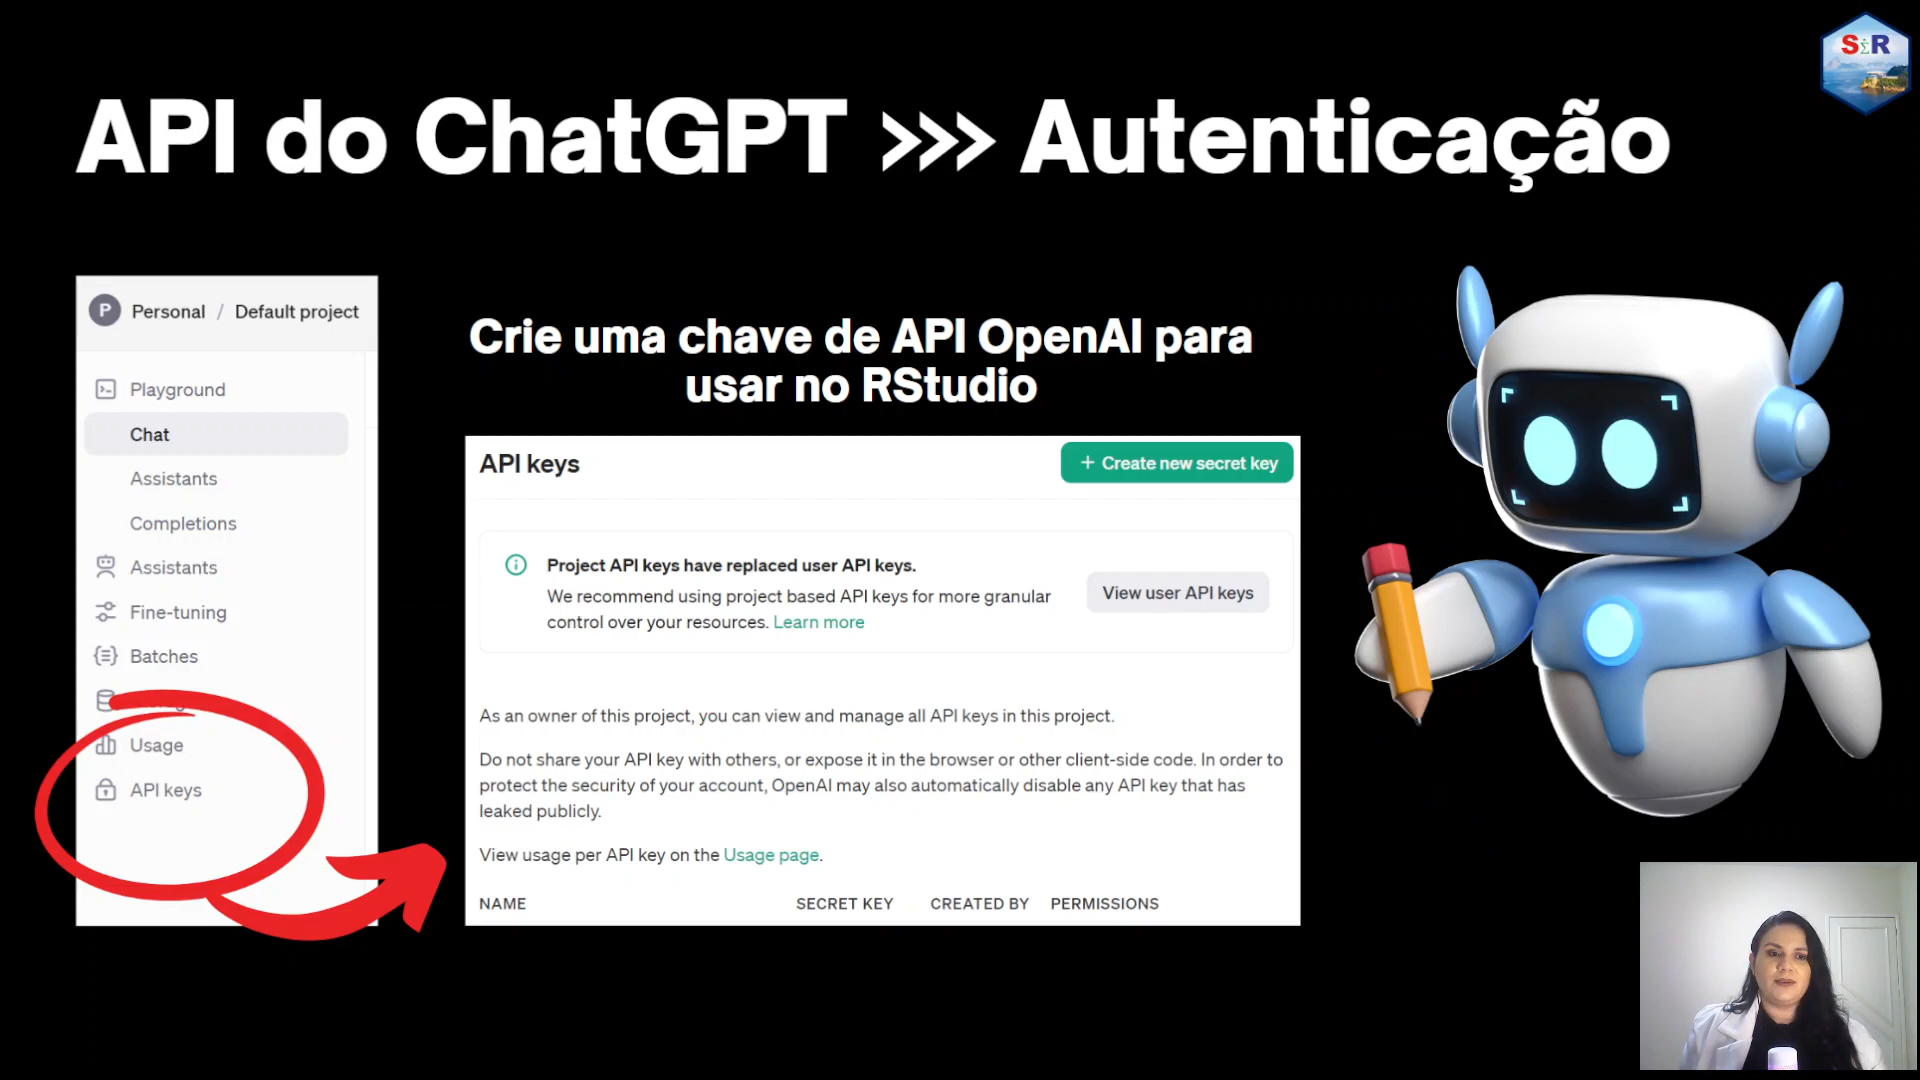 SER
API do ChatGPT >>> Autenticação
P Personal / Default project
Playground
Chat
Assistants
Completions
Assistants
Fine-tuning
Batches
Usage
API keys
Crie uma chave de API OpenAI para
usar no RStudio
API keys
+ Create new secret key
Project API keys have replaced user API keys.
We recommend using project based API keys for more granular
control over your resources. Learn more
View user API keys
As an owner of this project, you can view and manage all API keys in this project.
Do not share your API key with others, or expose it in the browser or other client-side code. In order to
protect the security of your account, OpenAI may also automatically disable any API key that has
leaked publicly.
View usage per API key on the Usage page.
NAME SECRET KEY CREATED BY PERMISSIONS